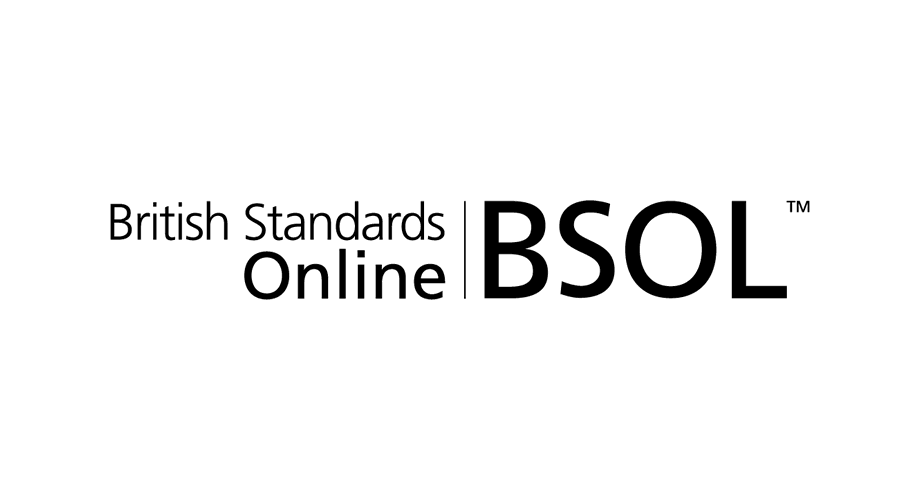 British Standards
Online
BSOL™